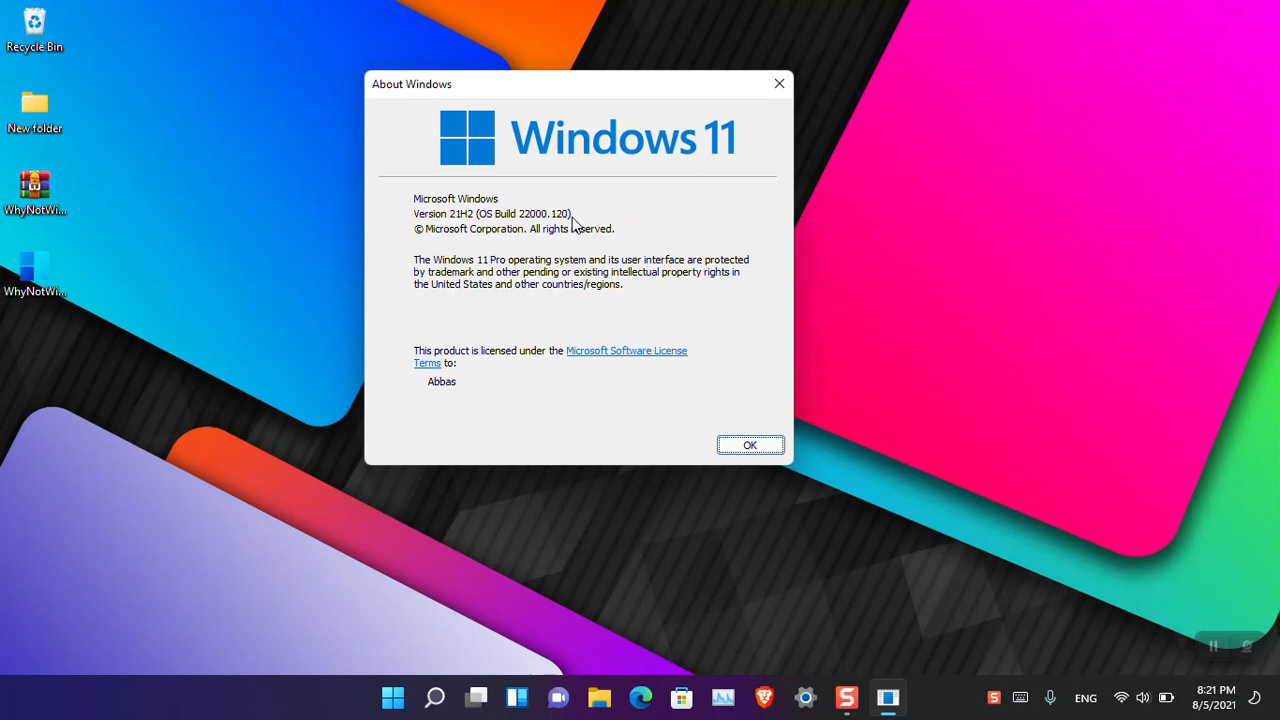 Recycle Bin
New folder
WhyNotWi...
WhyNotWi...
About Windows
Windows 11
Microsoft Windows
Version 21H2 (OS Build 22000.120)
© Microsoft Corporation. All rights reserved.
The Windows 11 Pro operating system and its user interface are protected
by trademark and other pending or existing intellectual property rights in
the United States and other countries/regions.
This product is licensed under the Microsoft Software License
Terms to:
Abbas
OK
ENG
8:21 PM
8/5/2021